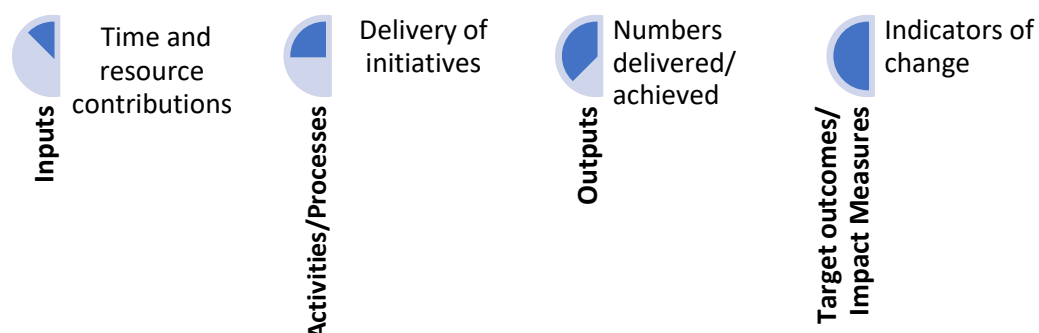 Time and
resource
contributions
Inputs
Delivery of
initiatives
Activities/Processes
Numbers
delivered/
achieved
Outputs
Indicators of
change
Target outcomes/
Impact Measures